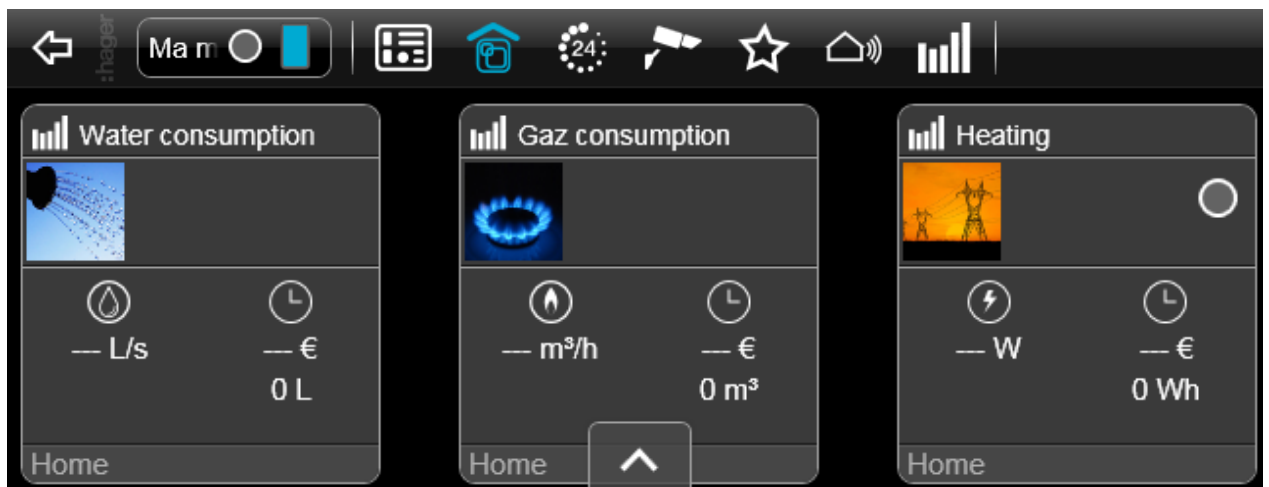 :hager
Ma m
24
Water consumption
--- L/s
--- €
0 L
Home
Gaz consumption
--- m³/h
--- €
0 m³
Home
Heating
--- W
--- €
0 Wh
Home